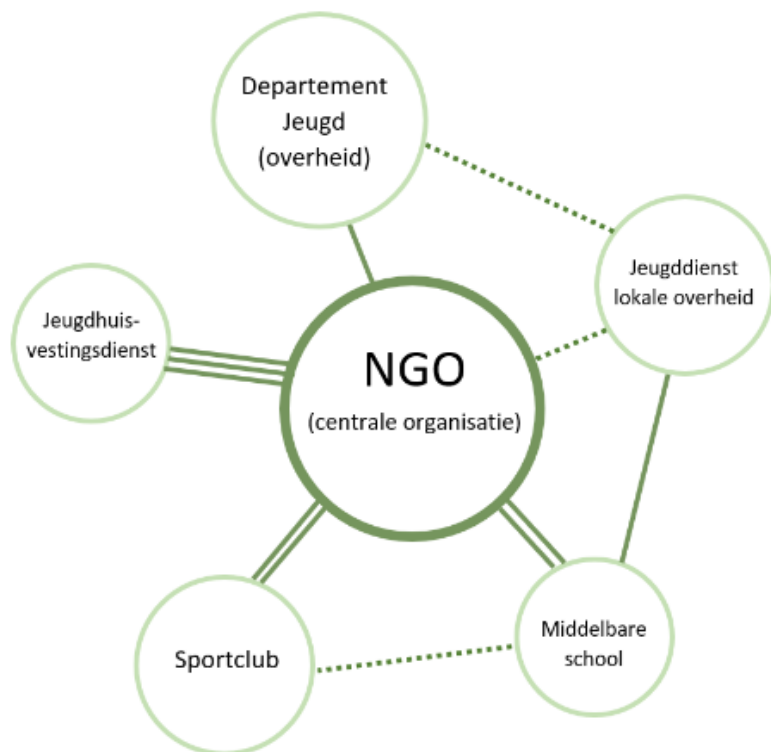 Departement
Jeugd
(overheid)
Jeugddienst
lokale overheid
Jeugdhuis-
vestingsdienst
NGO
(centrale organisatie)
Middelbare
school
Sportclub